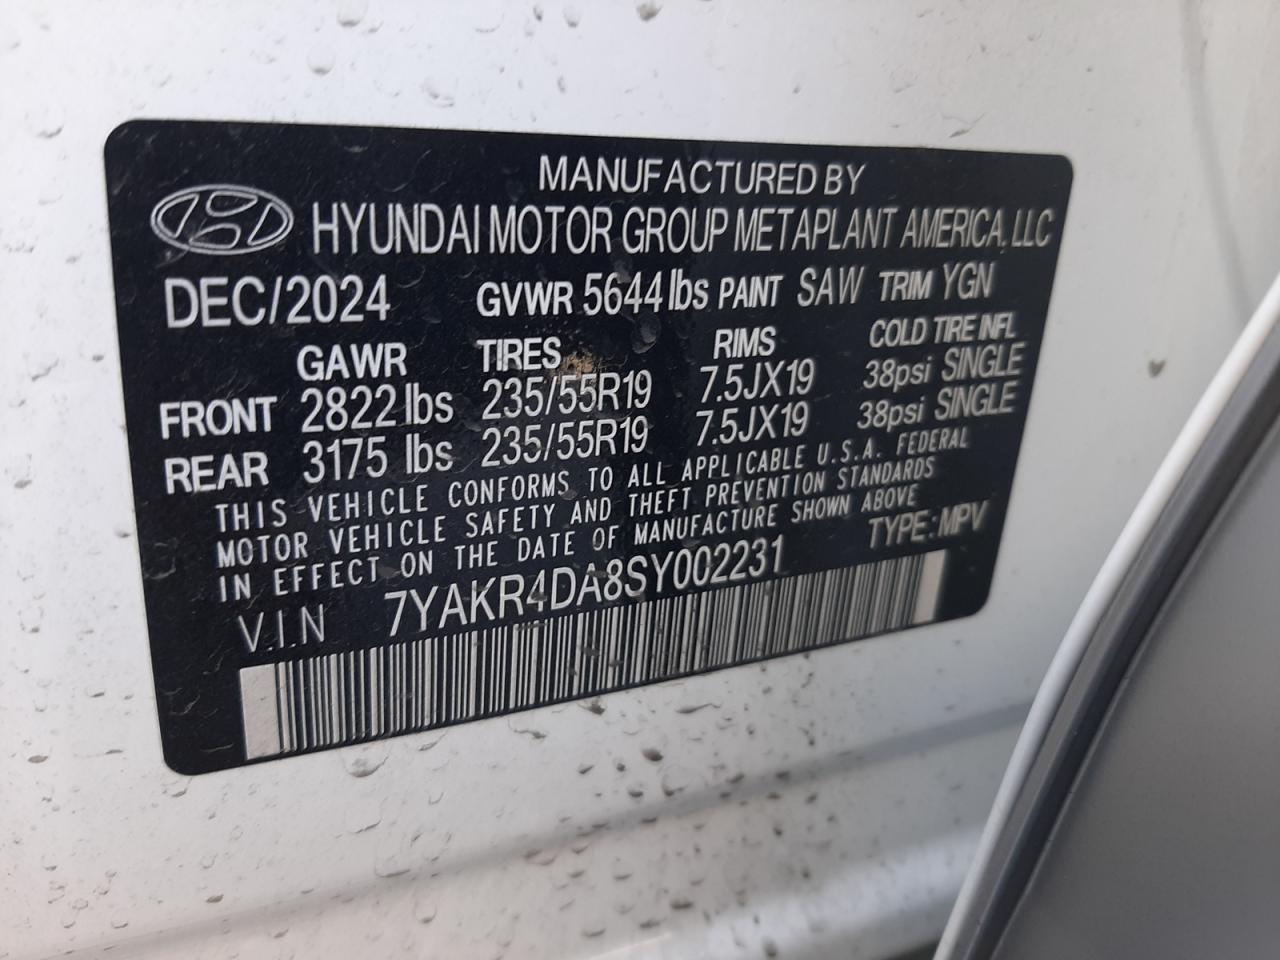 MANUFACTURED BY
HYUNDAI MOTOR GROUP METAPLANT AMERICA, LLC
DEC/2024 GVWR 5644 lbs PAINT SAW TRIM YGN
GAWR TIRES RIMS COLD TIRE INFL
FRONT 2822 lbs 235/55R19 7.5JX19 38psi SINGLE
REAR 3175 lbs 235/55R19 7.5JX19 38psi SINGLE
THIS VEHICLE CONFORMS TO ALL APPLICABLE U.S.A. FEDERAL
MOTOR VEHICLE SAFETY AND THEFT PREVENTION STANDARDS
IN EFFECT ON THE DATE OF MANUFACTURE SHOWN ABOVE
V.I.N 7YAKR4DA8SY002231 TYPE: MPV